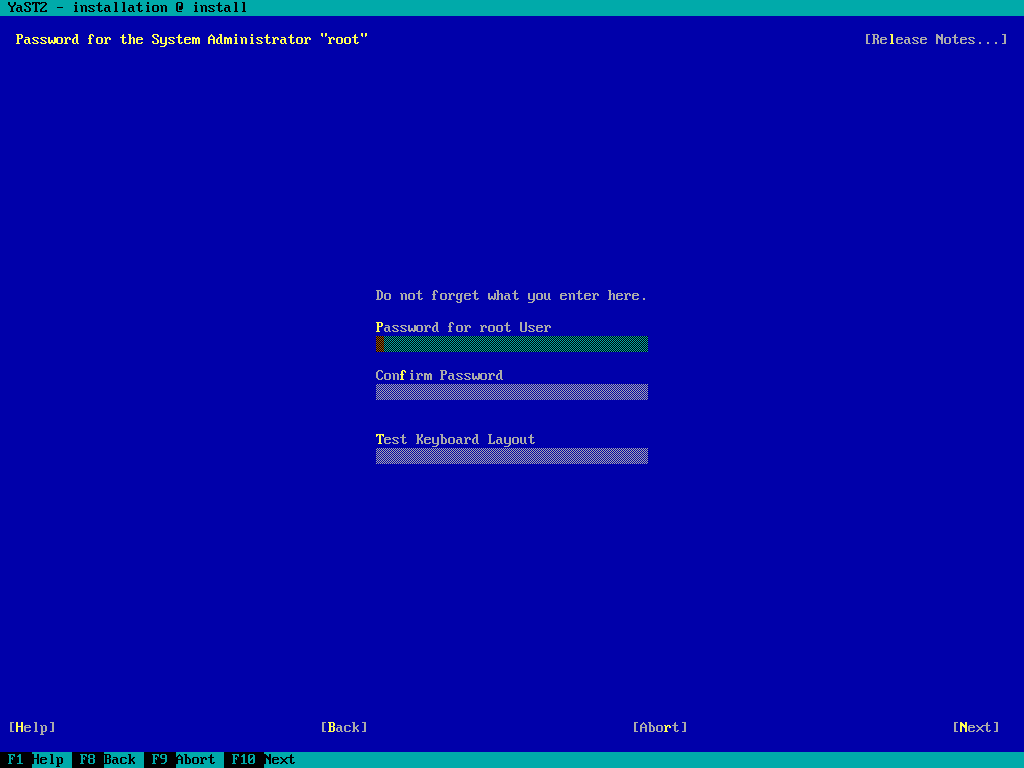 YaST2 - installation @ install
Password for the System Administrator "root" [Release Notes...]
Do not forget what you enter here.
Password for root User
Confirm Password
Test Keyboard Layout
[Help] [Back] [Abort] [Next]
F1 Help F8 Back F9 Abort F10 Next